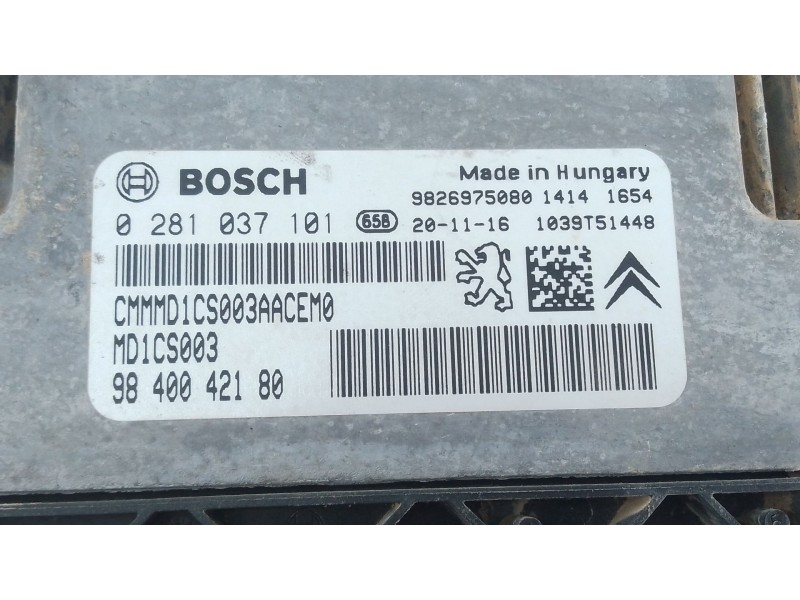 BOSCH
Made in Hungary
9826975080 1414 1654
0 281 037 101 658 20-11-16 1039T51448
CMMMD1CS003AACEM0
MD1CS003
98 400 421 80